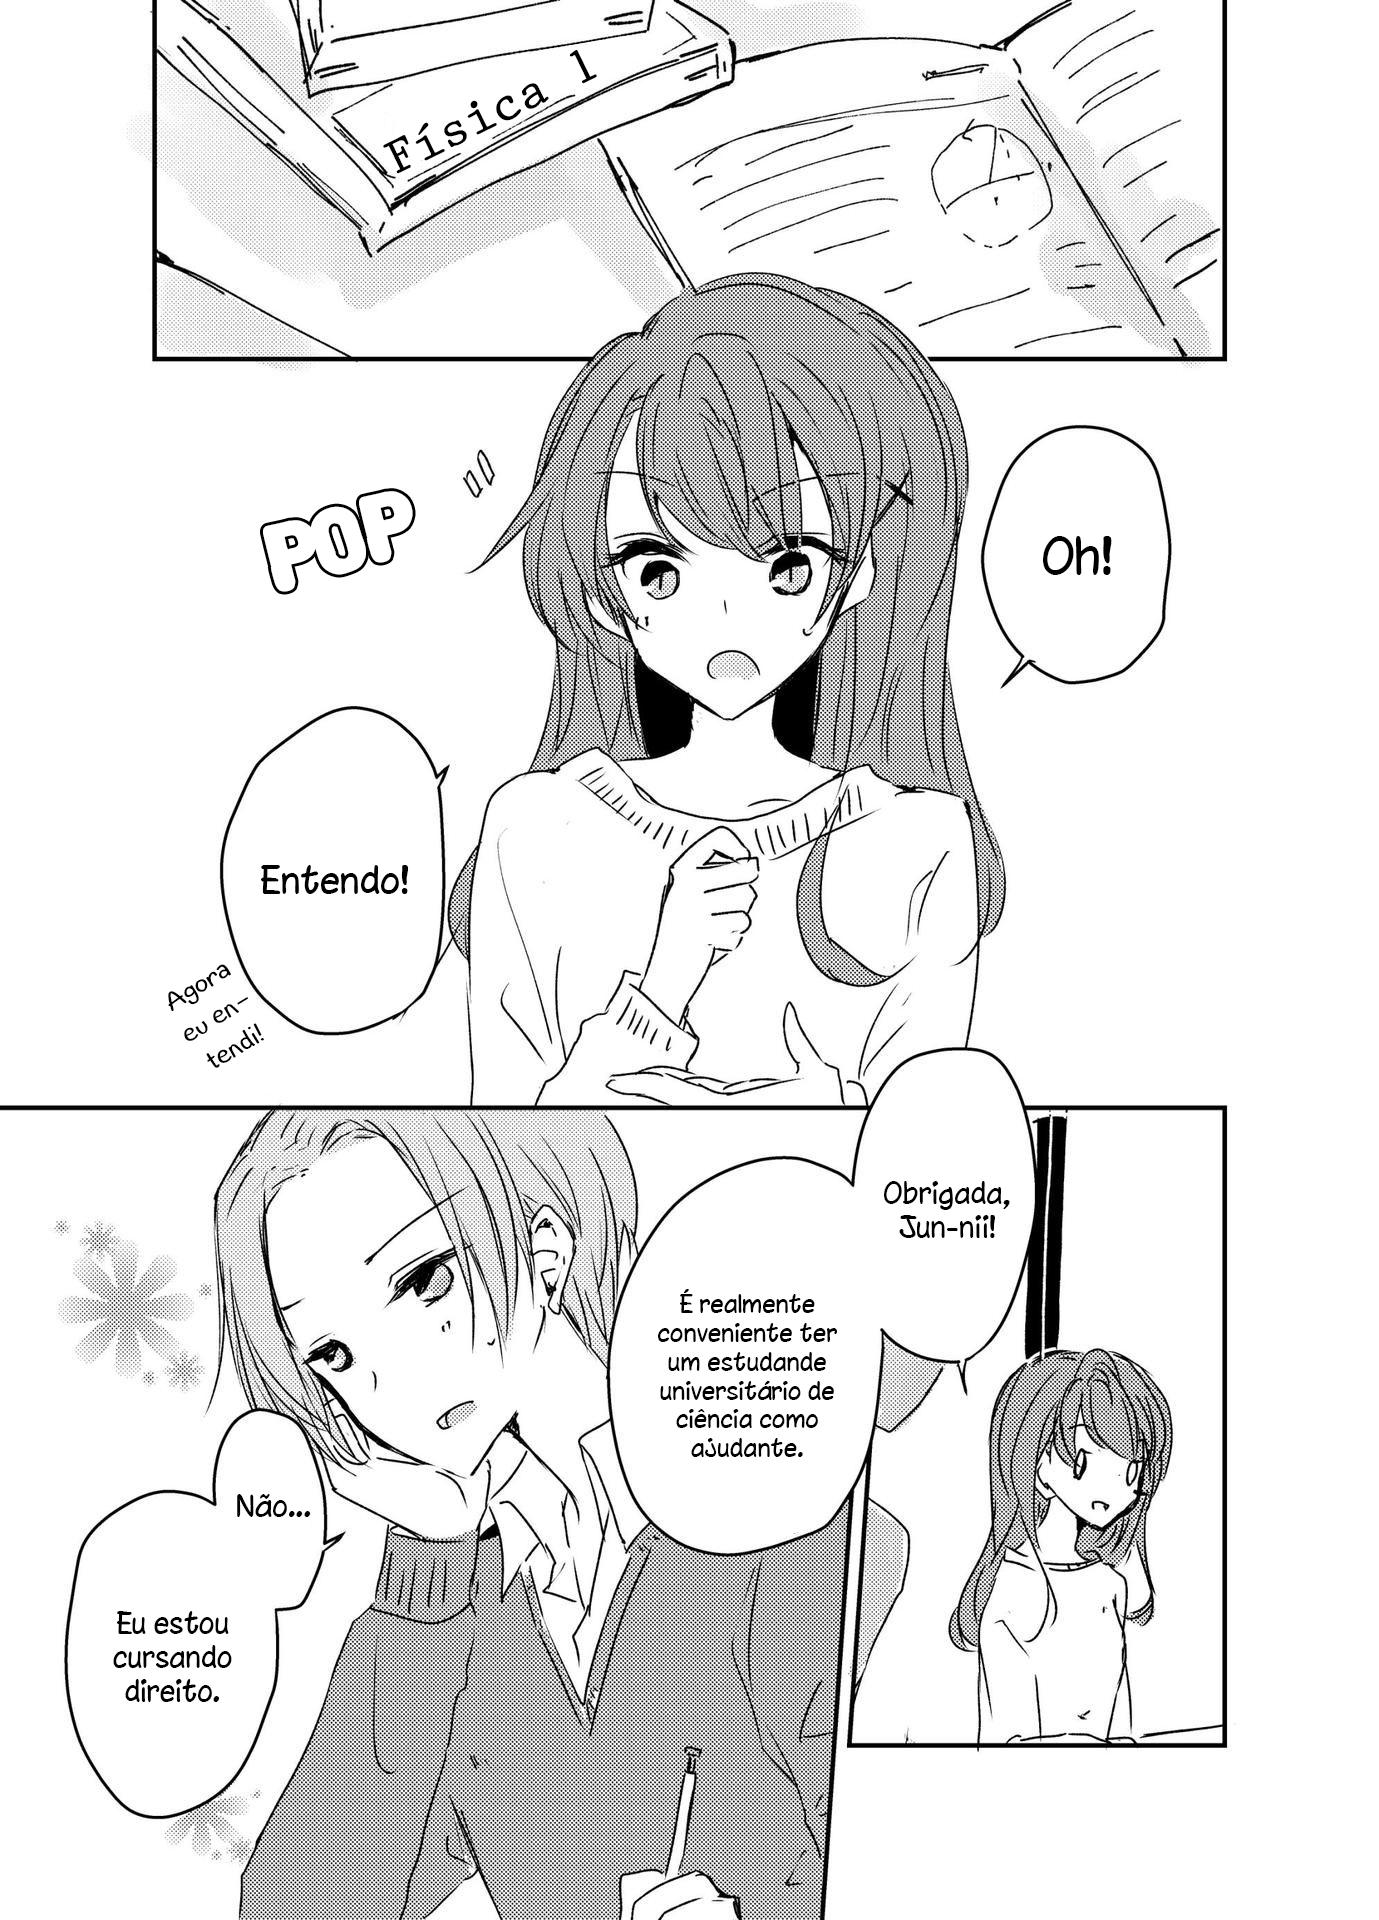 Física 1
Oh!
POP
Entendo!
Agora
eu en-
tendi!
Obrigada,
Jun-nii!
É realmente
conveniente ter
um estudande
universitário de
ciência como
ajudante.
Não...
Eu estou
cursando
direito.